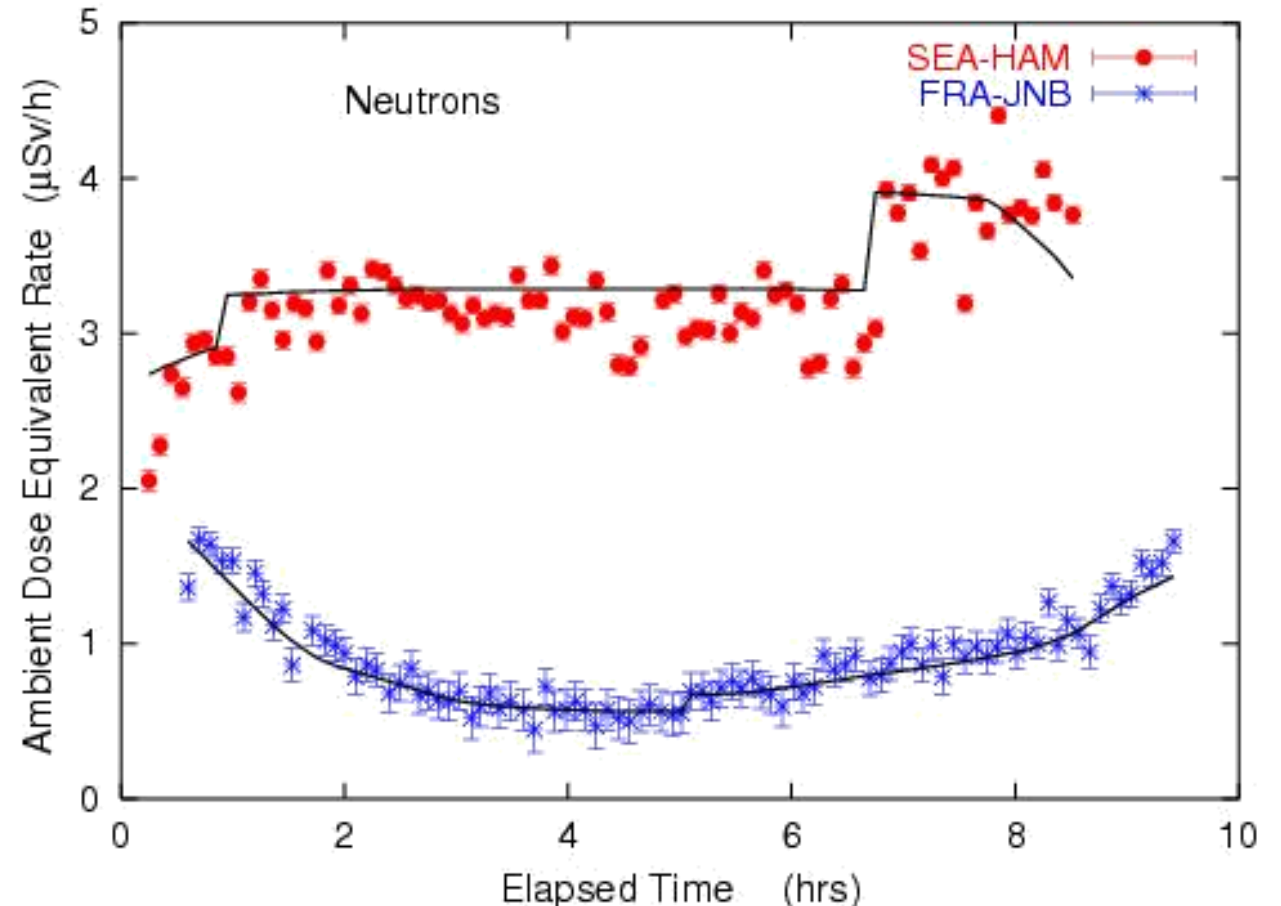 5
SEA-HAM
FRA-JNB
Neutrons
4
3
2
1
0
Ambient Dose Equivalent Rate (μSv/h)
0 2 4 6 8 10
Elapsed Time (hrs)